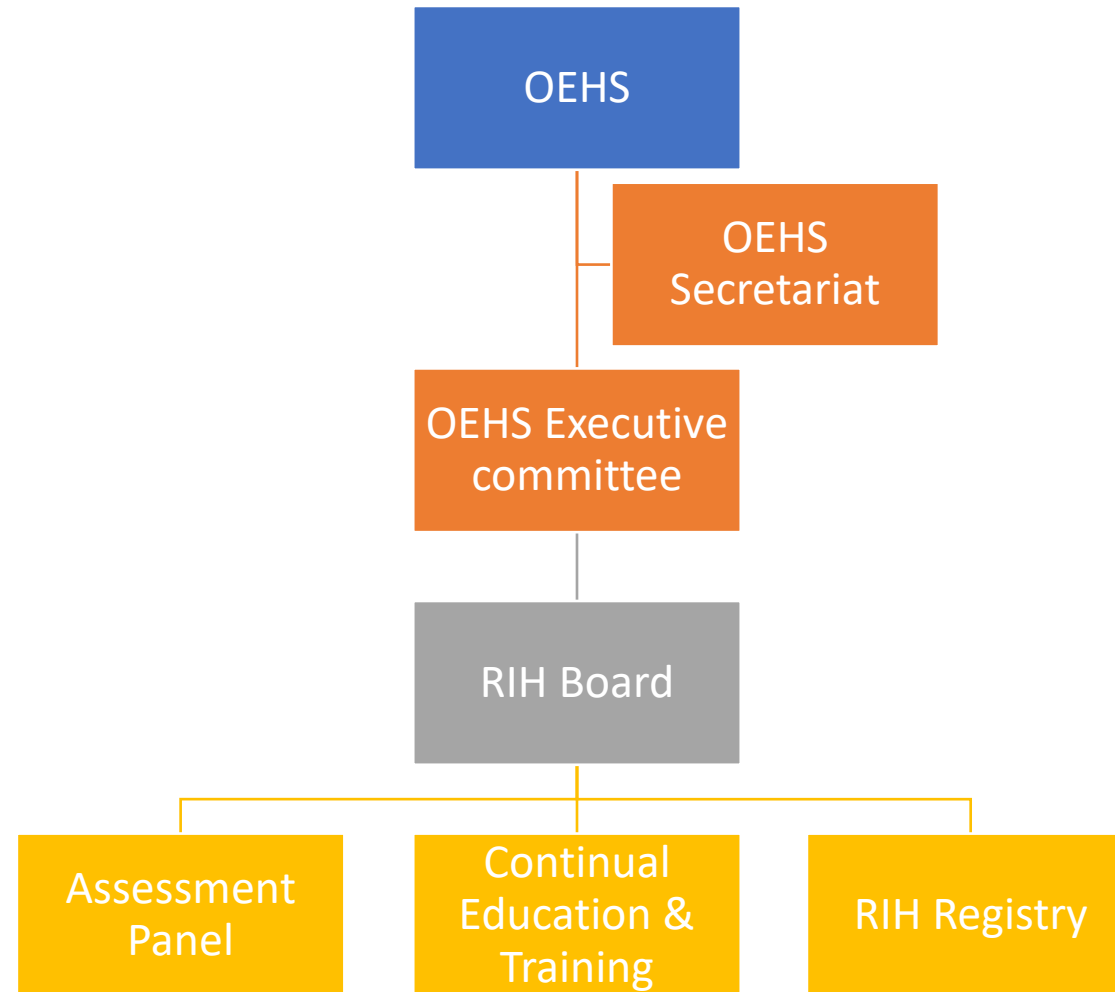 OEHS
OEHS
Secretariat
OEHS Executive
committee
RIH Board
Assessment
Panel
Continual
Education &
Training
RIH Registry